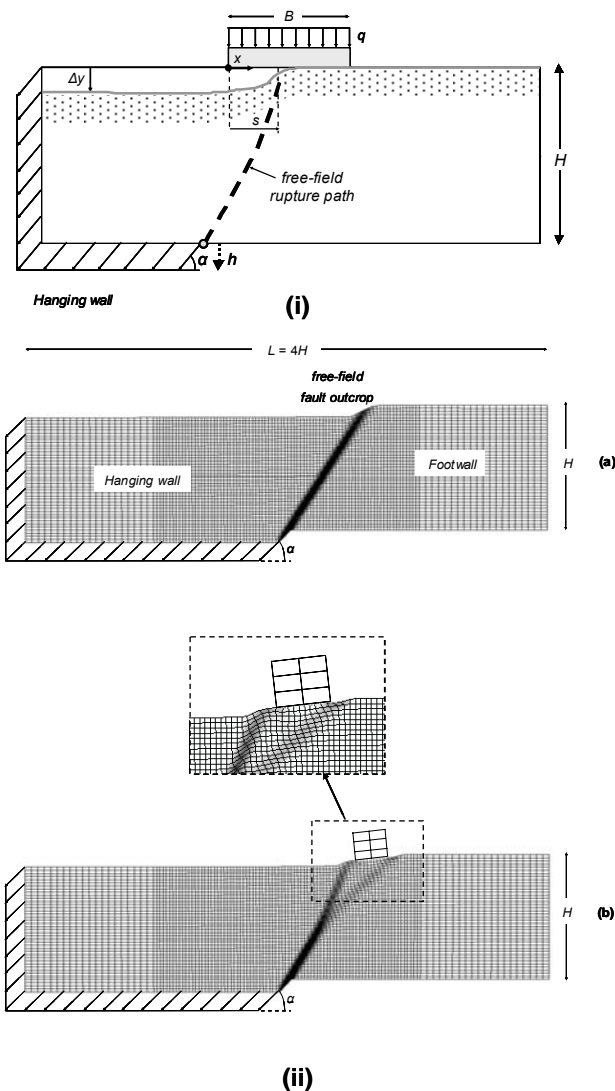 B
q
x
Δy
s
H
free-field
rupture path
α
h
Hanging wall
(i)
L = 4H
free-field
fault outcrop
Hanging wall
Footwall
H
(a)
α
H
(b)
α
(ii)